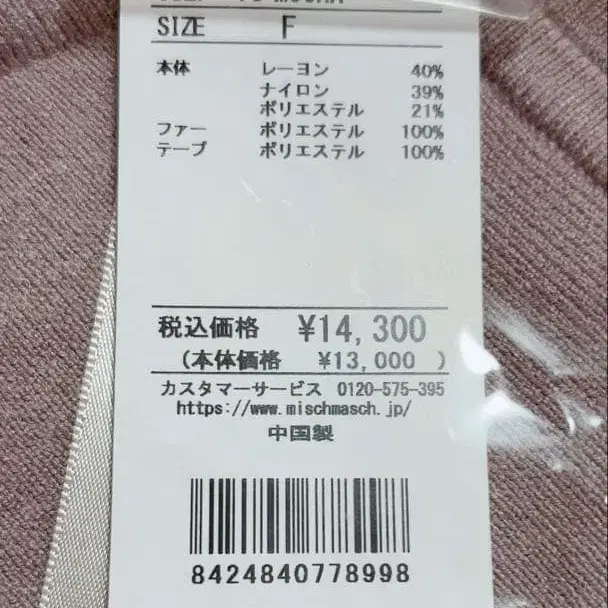 SIZE F
本体 レーヨン 40%
ナイロン 39%
ポリエステル 21%
ファー ポリエステル 100%
テープ ポリエステル 100%
税込価格 ¥14,300
(本体価格 ¥13,000 )
カスタマーサービス 0120-575-395
https://www.mischmasch.jp/
中国製
8424840778998